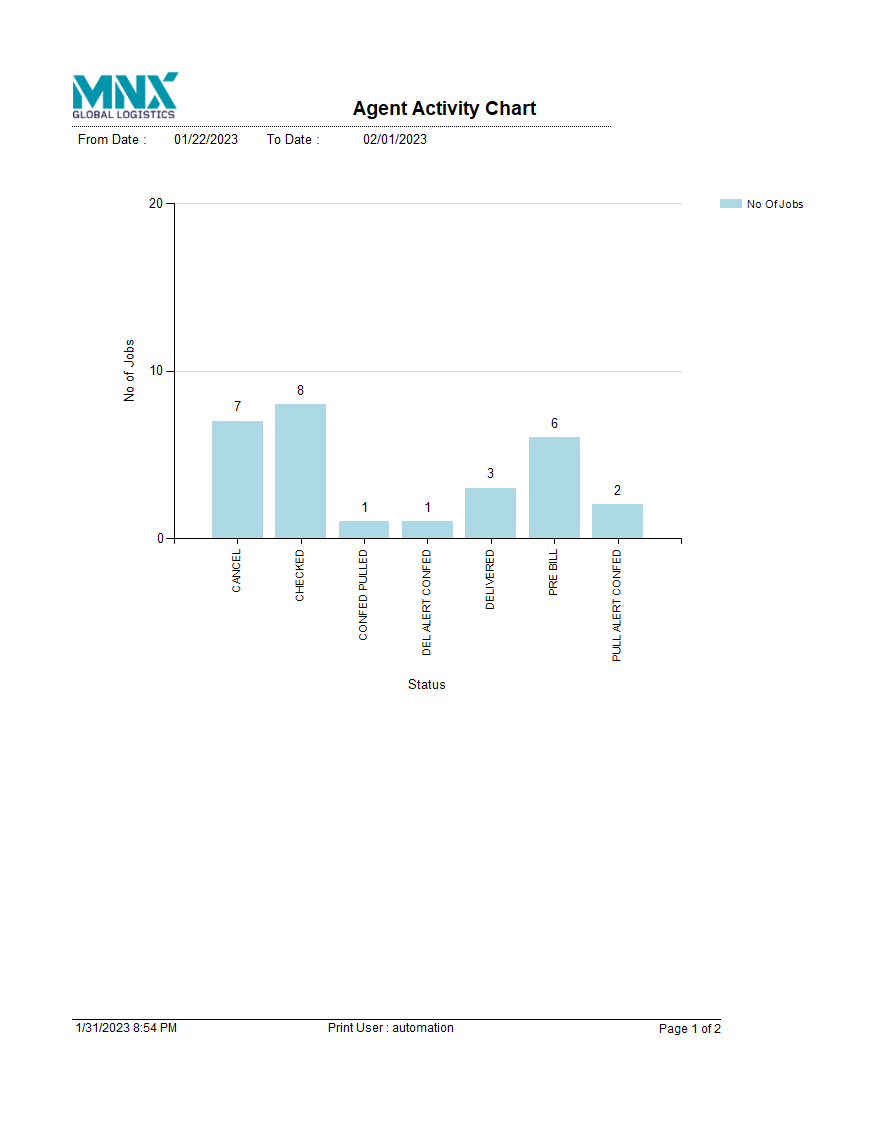 MNX
GLOBAL LOGISTICS
Agent Activity Chart
From Date : 01/22/2023 To Date : 02/01/2023
20
No Of Jobs
No of Jobs
10
8
7
6
3
2
1
1
0
CANCEL
CHECKED
CONFED PULLED
DEL ALERT CONFED
DELIVERED
PRE BILL
PULL ALERT CONFED
Status
1/31/2023 8:54 PM Print User : automation Page 1 of 2